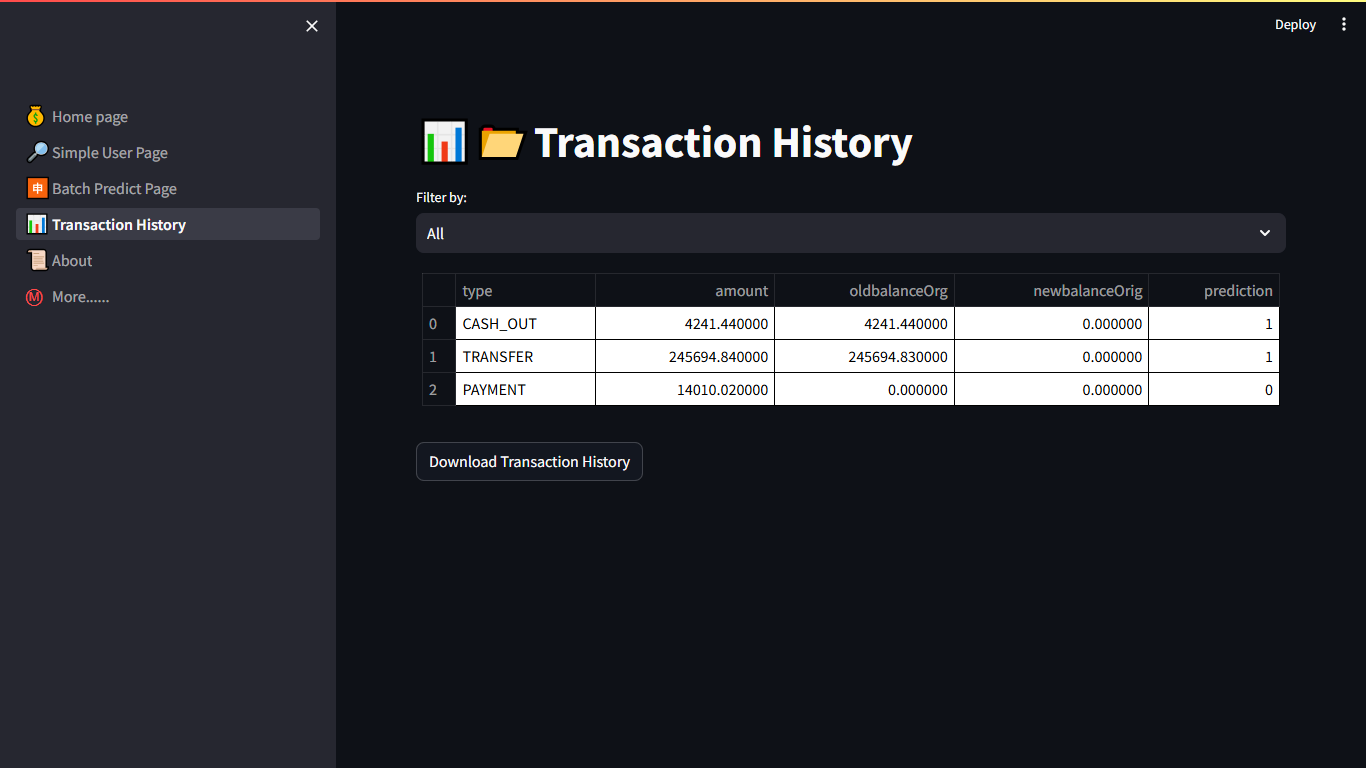 Deploy
Home page
Simple User Page
申 Batch Predict Page
Transaction History
About
Ⓜ More......
Transaction History
Filter by:
All
type amount oldbalanceOrg newbalanceOrig prediction
0 CASH_OUT 4241.440000 4241.440000 0.000000 1
1 TRANSFER 245694.840000 245694.830000 0.000000 1
2 PAYMENT 14010.020000 0.000000 0.000000 0
Download Transaction History